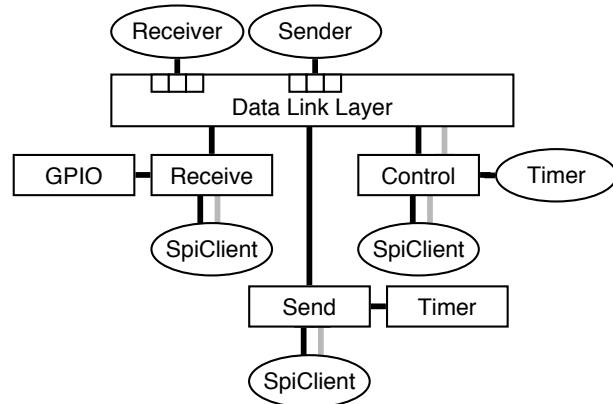 Receiver
Sender
Data Link Layer
GPIO
Receive
Control
Timer
SpiClient
SpiClient
Send
Timer
SpiClient